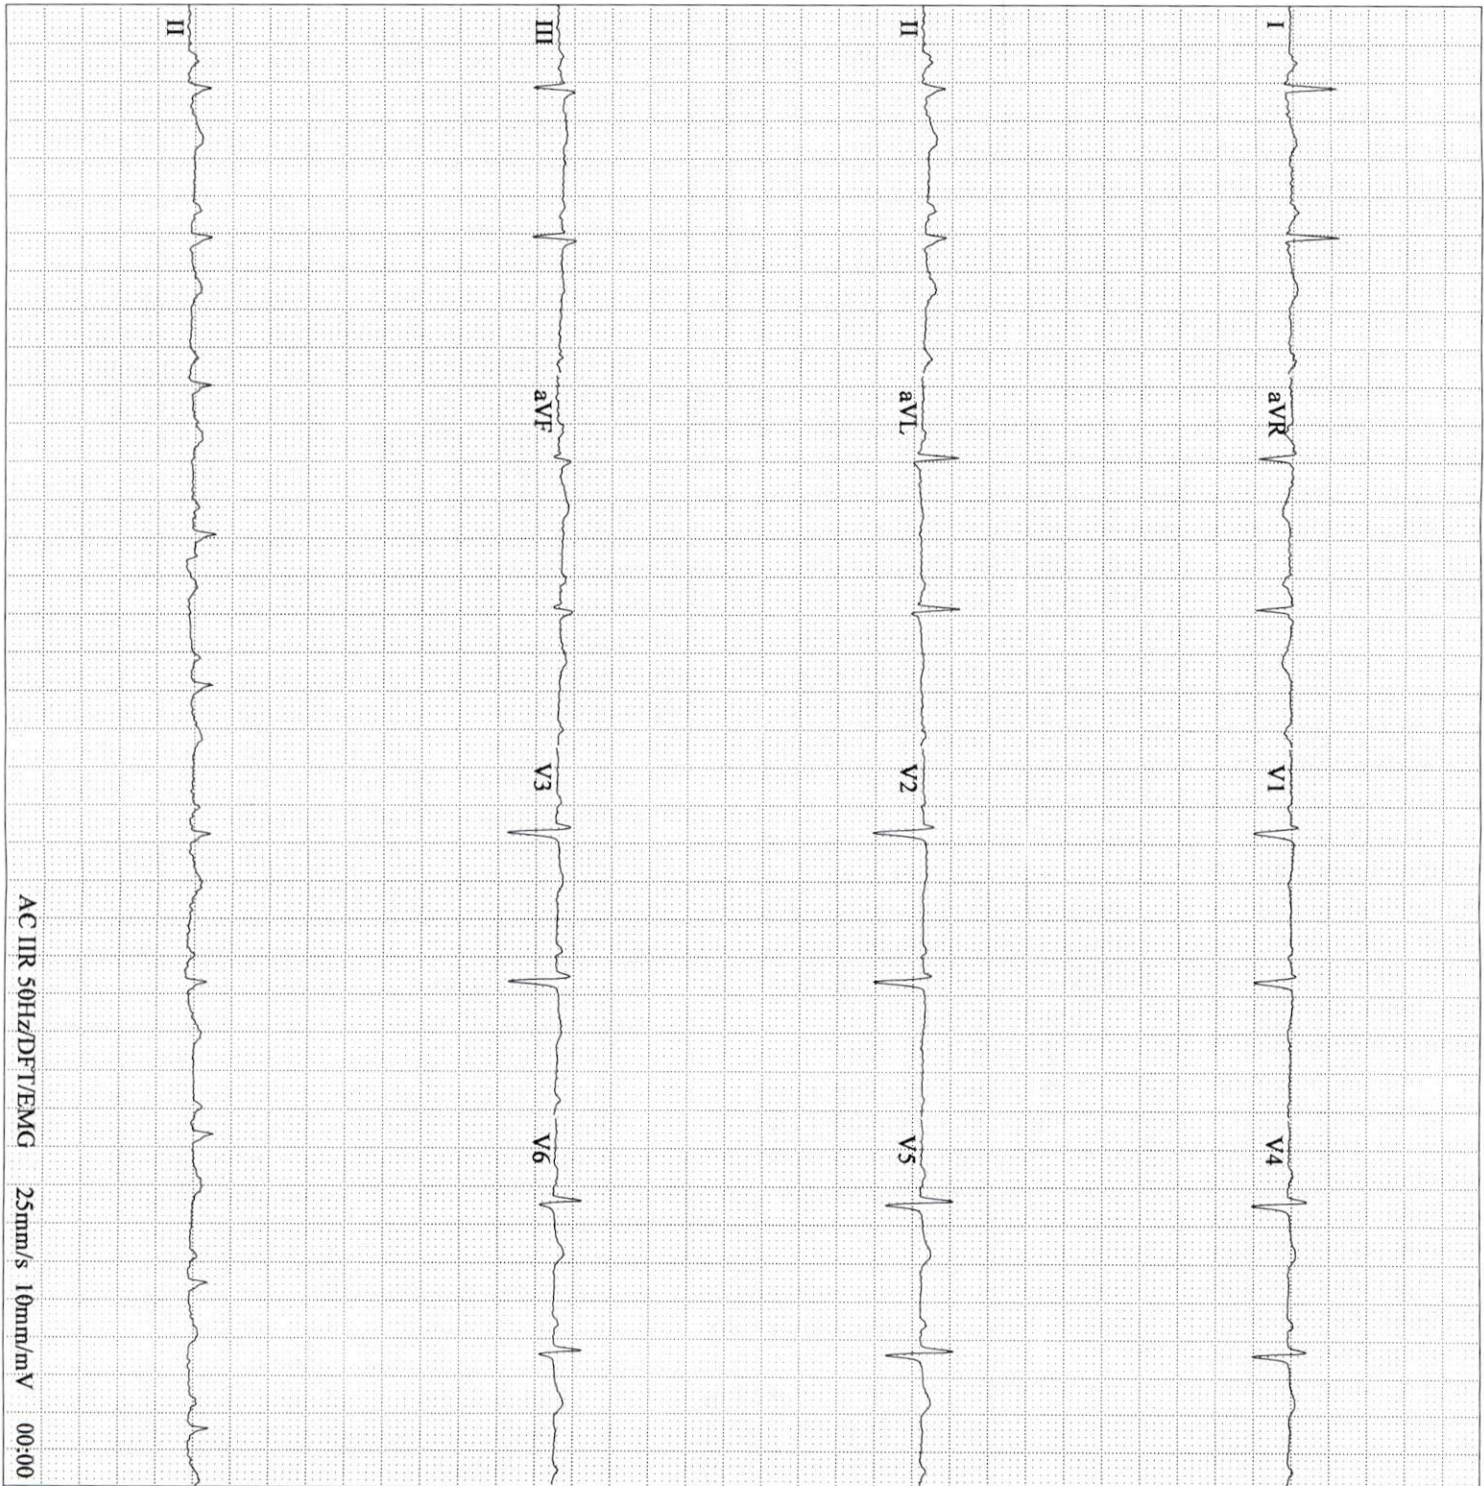 I aVR V1 V4
II aVL V2 V5
III aVF V3 V6
II
AC IIR 50Hz/DFT/EMG 25mm/s 10mm/mV 00:00